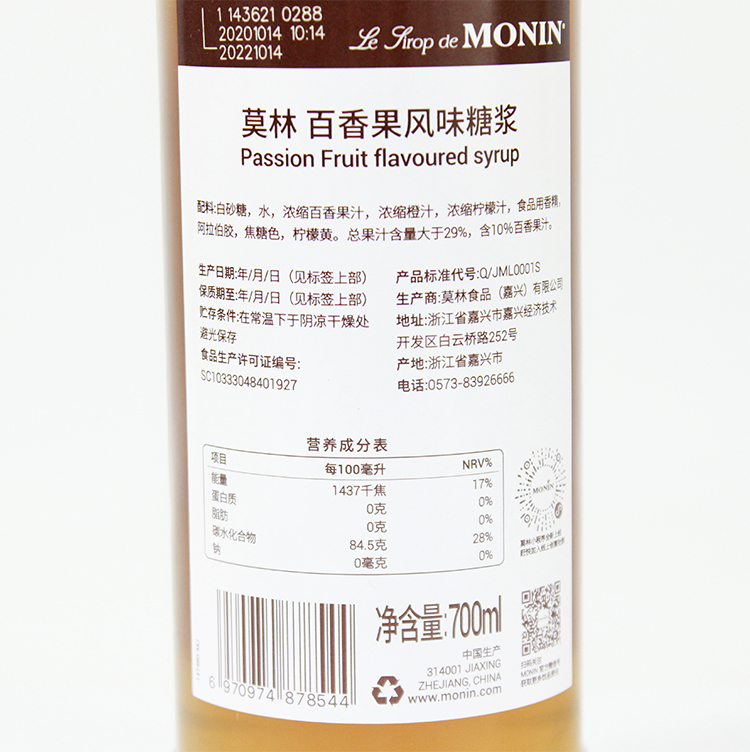 1 143621 0288
20201014 10:14
20221014
Le Sirop de MONIN
莫林 百香果风味糖浆
Passion Fruit flavoured syrup
配料:白砂糖，水，浓缩百香果汁，浓缩橙汁，浓缩柠檬汁，食品用香精，
阿拉伯胶，焦糖色，柠檬黄。总果汁含量大于29%，含10%百香果汁。
生产日期:年/月/日（见标签上部）
保质期至:年/月/日（见标签上部）
贮存条件:在常温下于阴凉干燥处
避光保存
食品生产许可证编号:
SC10333048401927
产品标准代号:Q/JML0001S
生产商:莫林食品（嘉兴）有限公司
地址:浙江省嘉兴市嘉兴经济技术
开发区白云桥路252号
产地:浙江省嘉兴市
电话:0573-83926666
营养成分表
项目 每100毫升 NRV%
能量 1437千焦 17%
蛋白质 0克 0%
脂肪 0克 0%
碳水化合物 84.5克 28%
钠 0毫克 0%
MONIN
6 970974 878544
净含量:700ml
中国生产
314001 JIAXING
ZHEJIANG, CHINA
www.monin.com
扫码关注